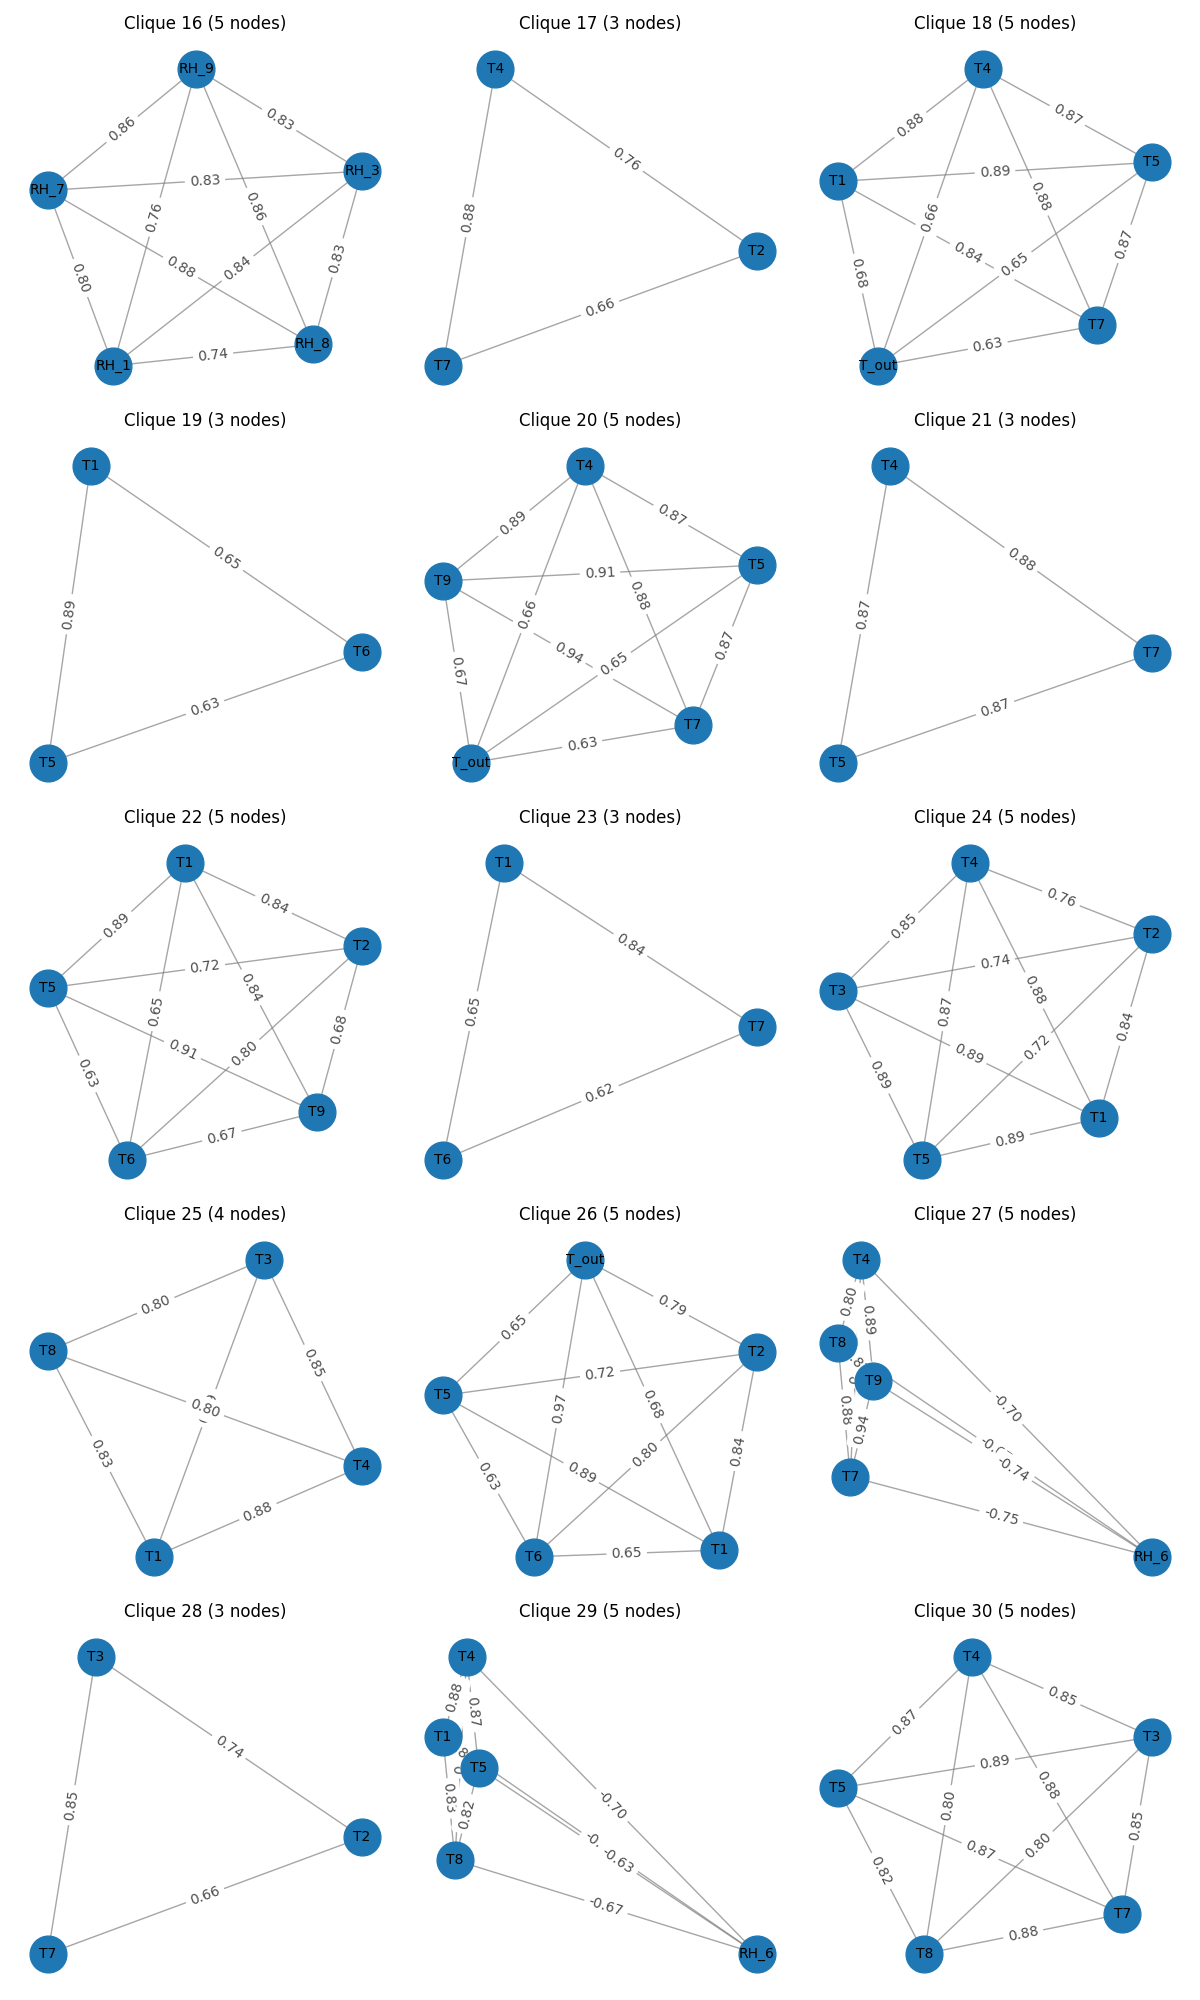 Clique 16 (5 nodes)
RH_9
RH_3
RH_7
RH_1
RH_8
0.86
0.83
0.83
0.76
0.86
0.80
0.88
0.84
0.83
0.74
Clique 17 (3 nodes)
T4
T2
T7
0.76
0.88
0.66
Clique 18 (5 nodes)
T4
T5
T1
T7
T_out
0.88
0.87
0.89
0.66
0.88
0.68
0.84
0.65
0.87
0.63
Clique 19 (3 nodes)
T1
T6
T5
0.65
0.89
0.63
Clique 20 (5 nodes)
T4
T5
T9
T7
T_out
0.89
0.87
0.91
0.66
0.88
0.67
0.94
0.65
0.87
0.63
Clique 21 (3 nodes)
T4
T7
T5
0.88
0.87
0.87
Clique 22 (5 nodes)
T1
T2
T5
T9
T6
0.89
0.84
0.72
0.65
0.84
0.63
0.91
0.80
0.68
0.67
Clique 23 (3 nodes)
T1
T7
T6
0.84
0.65
0.62
Clique 24 (5 nodes)
T4
T2
T3
T1
T5
0.85
0.76
0.74
0.87
0.88
0.89
0.89
0.72
0.84
0.89
Clique 25 (4 nodes)
T3
T8
T4
T1
0.80
0.85
0.80
0.83
0.88
Clique 26 (5 nodes)
T_out
T2
T5
T1
T6
0.65
0.79
0.72
0.97
0.68
0.63
0.89
0.80
0.84
0.65
Clique 27 (5 nodes)
T4
T8
T9
T7
RH_6
0.80
0.89
0.88
0.94
-0.70
-0.74
-0.75
Clique 28 (3 nodes)
T3
T2
T7
0.74
0.85
0.66
Clique 29 (5 nodes)
T4
T1
T5
T8
RH_6
0.88
0.87
0.83
0.82
-0.70
-0.63
-0.67
Clique 30 (5 nodes)
T4
T3
T5
T7
T8
0.87
0.85
0.89
0.80
0.88
0.82
0.87
0.80
0.85
0.88